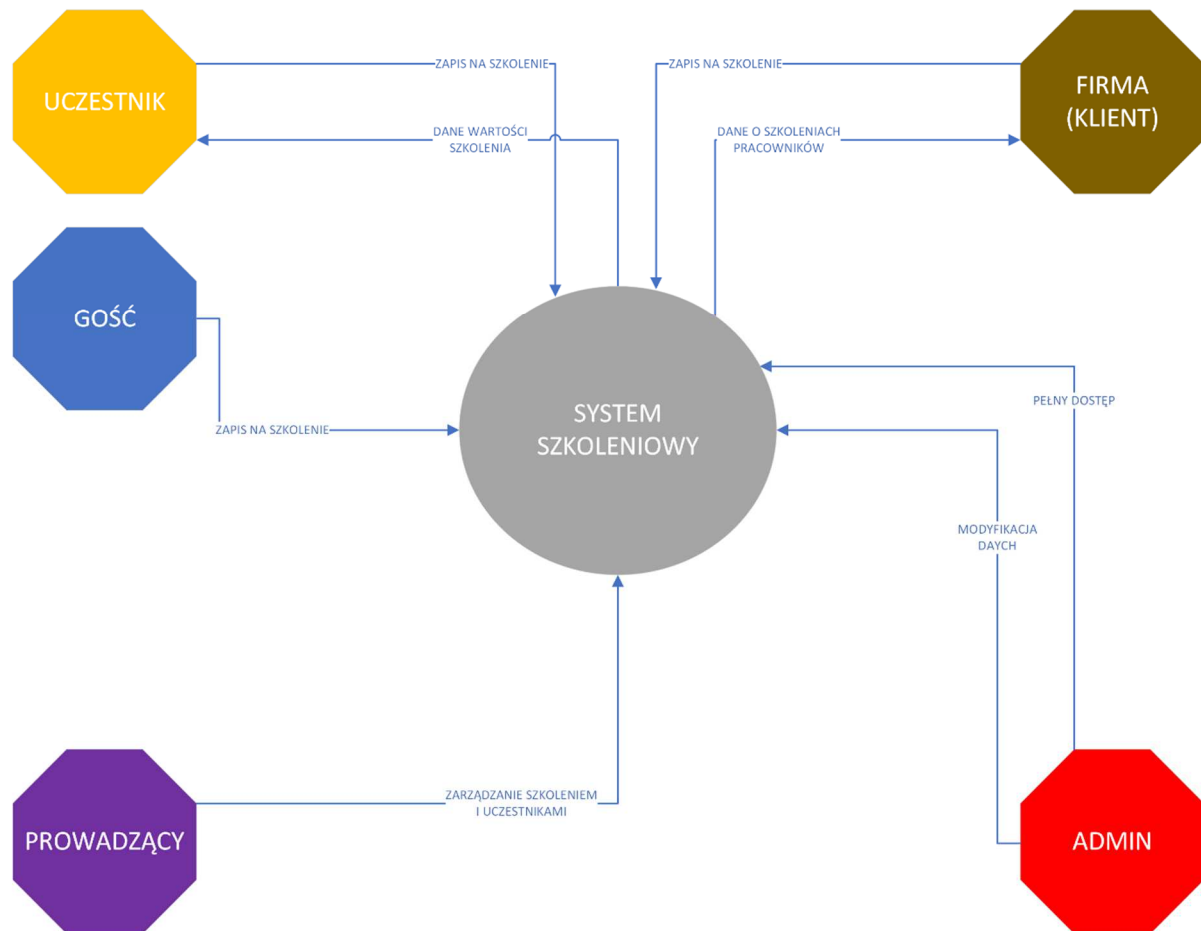 UCZESTNIK
ZAPIS NA SZKOLENIE
DANE WARTOŚCI
SZKOLENIA
ZAPIS NA SZKOLENIE
DANE O SZKOLENIACH
PRACOWNIKÓW
FIRMA
(KLIENT)
GOŚĆ
ZAPIS NA SZKOLENIE
SYSTEM
SZKOLENIOWY
PEŁNY DOSTĘP
MODYFIKACJA
DAYCH
PROWADZĄCY
ZARZĄDZANIE SZKOLENIEM
I UCZESTNIKAMI
ADMIN